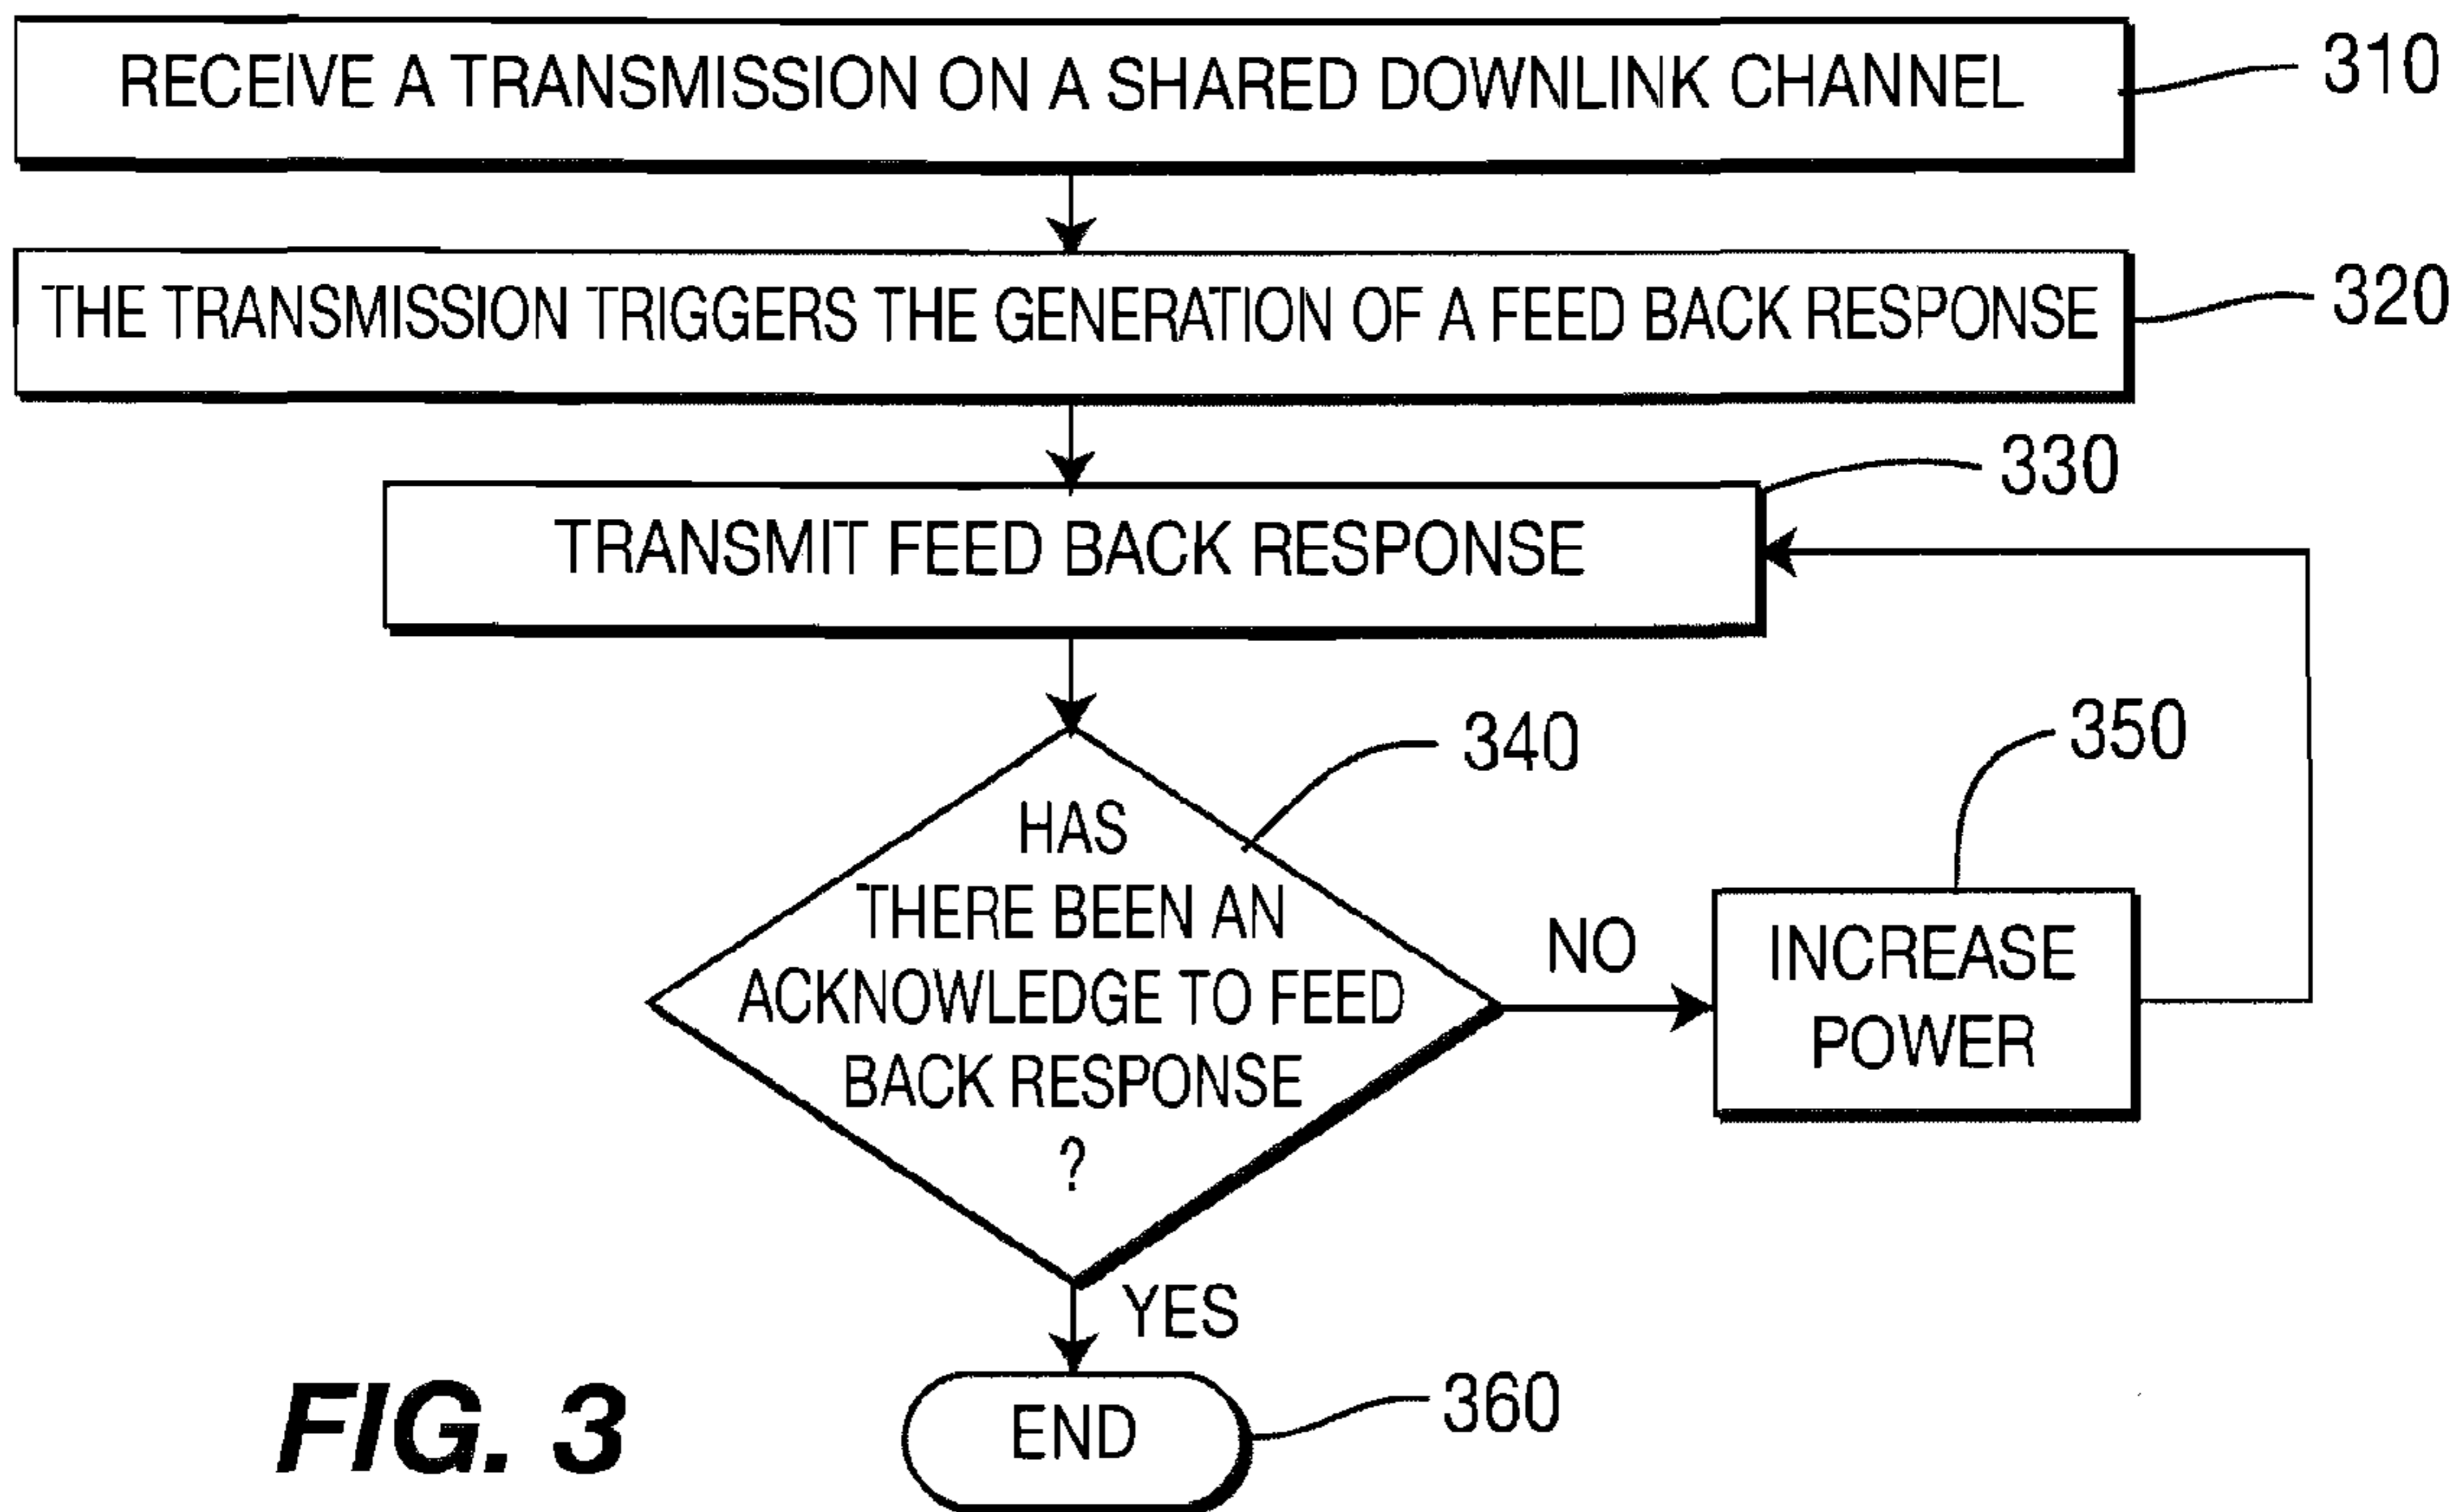 RECEIVE A TRANSMISSION ON A SHARED DOWNLINK CHANNEL
310
THE TRANSMISSION TRIGGERS THE GENERATION OF A FEED BACK RESPONSE
320
330
TRANSMIT FEED BACK RESPONSE
340
350
HAS
THERE BEEN AN
ACKNOWLEDGE TO FEED
BACK RESPONSE
?
NO
INCREASE
POWER
YES
END
360
FIG. 3